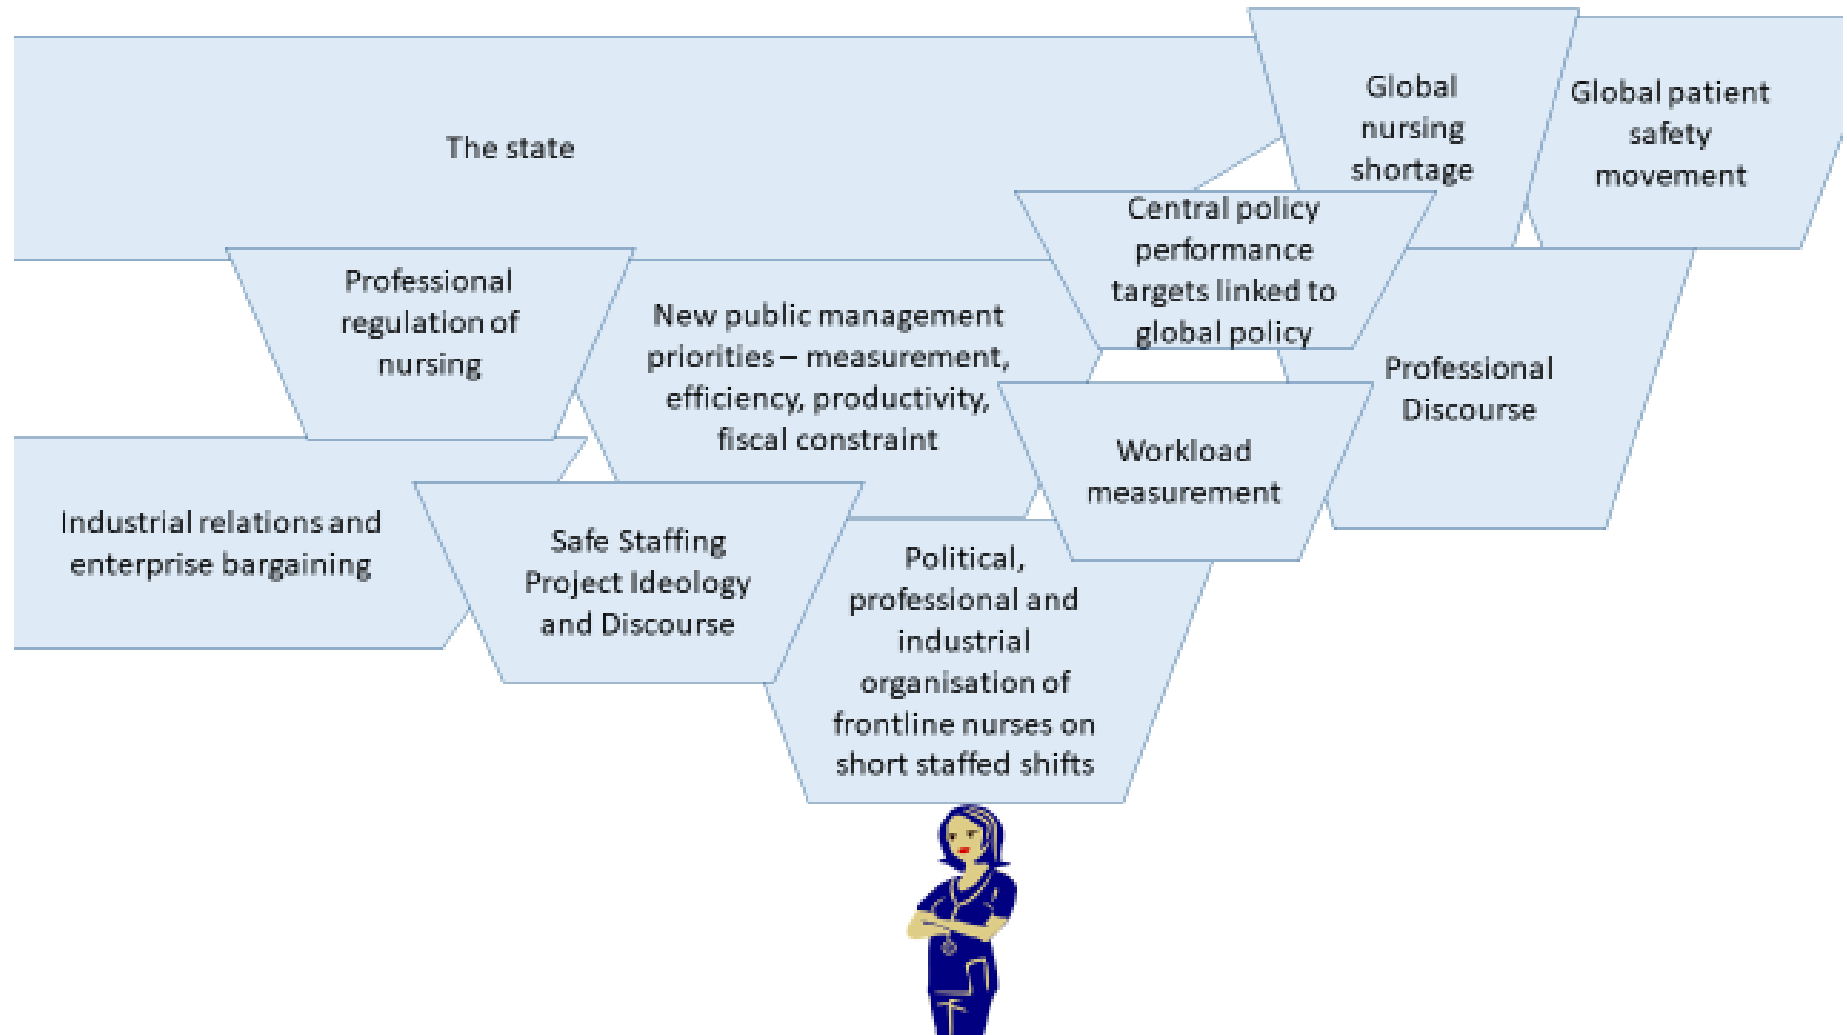 The state
Global
nursing
shortage
Global patient
safety
movement
Central policy
performance
targets linked to
global policy
Professional
regulation of
nursing
New public management
priorities – measurement,
efficiency, productivity,
fiscal constraint
Professional
Discourse
Workload
measurement
Industrial relations and
enterprise bargaining
Safe Staffing
Project Ideology
and Discourse
Political,
professional and
industrial
organisation of
frontline nurses on
short staffed shifts